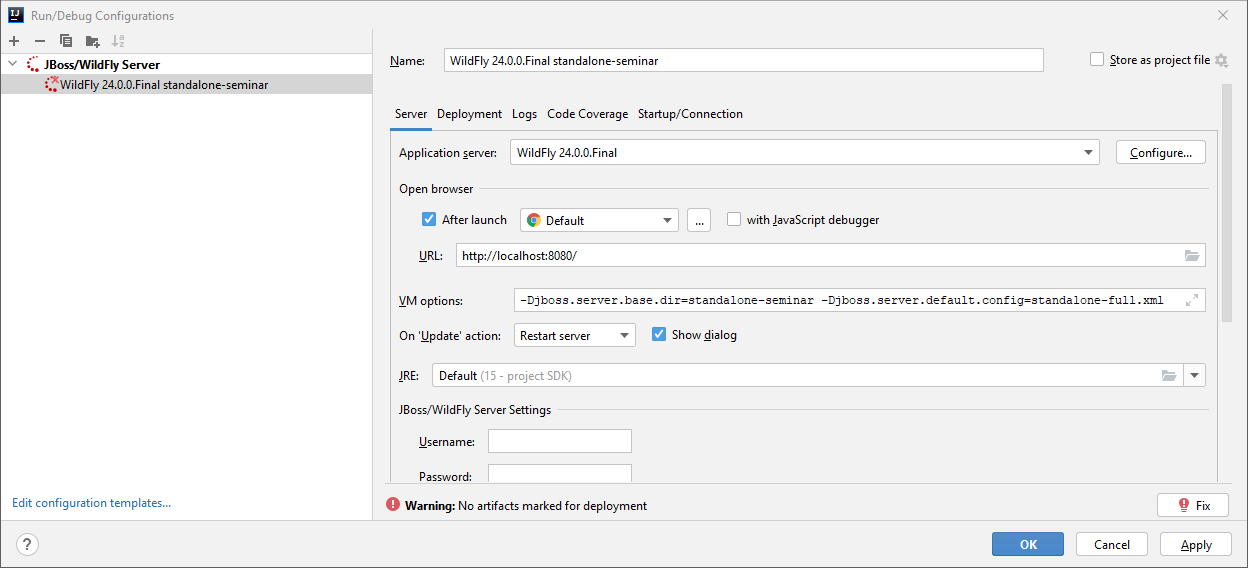 IJ Run/Debug Configurations
JBoss/WildFly Server
WildFly 24.0.0.Final standalone-seminar
Edit configuration templates...
Name: WildFly 24.0.0.Final standalone-seminar Store as project file
Server Deployment Logs Code Coverage Startup/Connection
Application server: WildFly 24.0.0.Final Configure...
Open browser
After launch Default ... with JavaScript debugger
URL: http://localhost:8080/
VM options: -Djboss.server.base.dir=standalone-seminar -Djboss.server.default.config=standalone-full.xml
On 'Update' action: Restart server Show dialog
JRE: Default (15 - project SDK)
JBoss/WildFly Server Settings
Username:
Password:
Warning: No artifacts marked for deployment Fix
? OK Cancel Apply